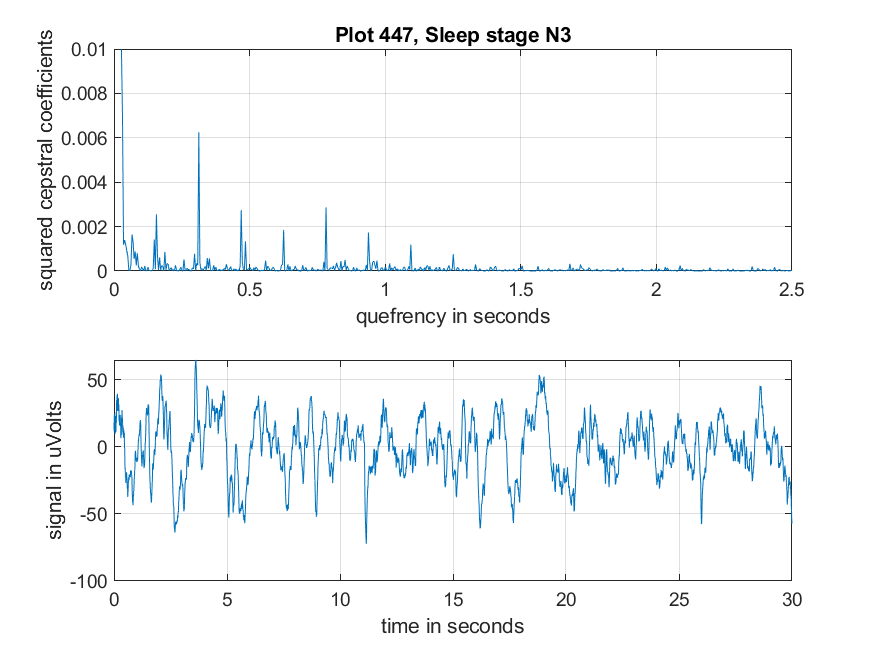 Plot 447, Sleep stage N3
squared cepstral coefficients
0.01
0.008
0.006
0.004
0.002
0
0 0.5 1 1.5 2 2.5
quefrency in seconds
signal in uVolts
50
0
-50
-100
0 5 10 15 20 25 30
time in seconds